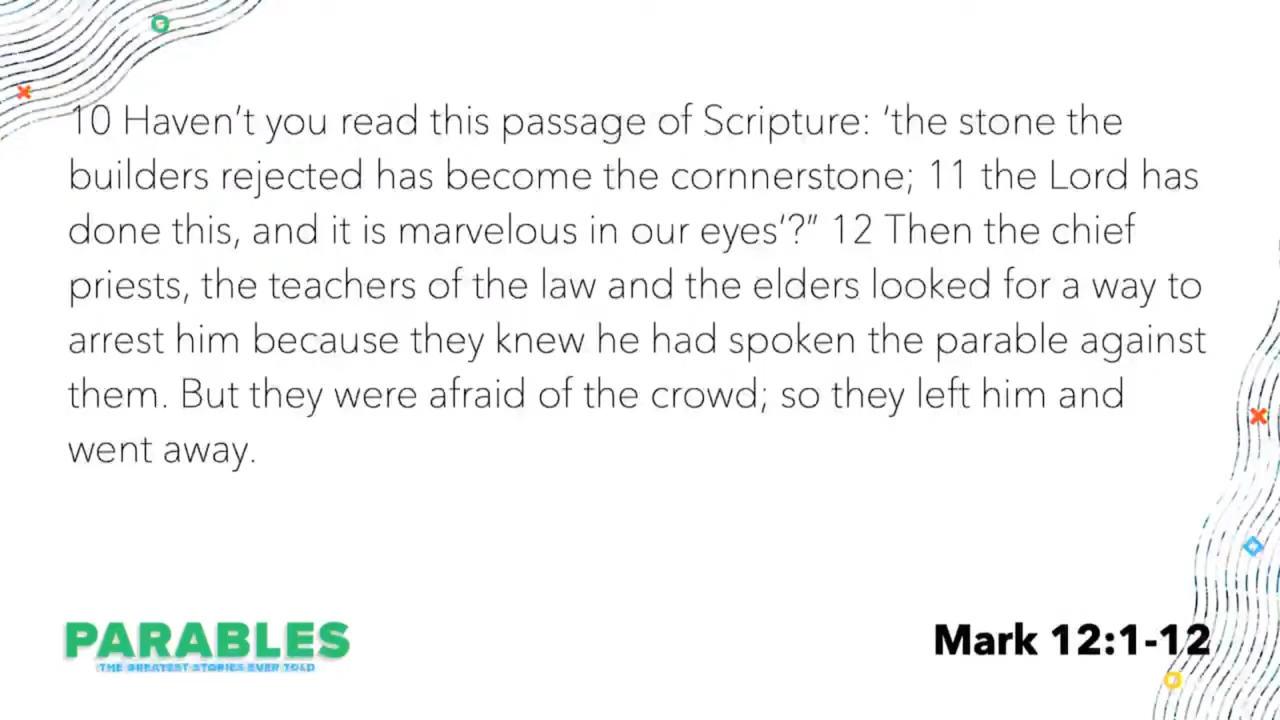 10 Haven’t you read this passage of Scripture: ‘the stone the
builders rejected has become the cornnerstone; 11 the Lord has
done this, and it is marvelous in our eyes’?” 12 Then the chief
priests, the teachers of the law and the elders looked for a way to
arrest him because they knew he had spoken the parable against
them. But they were afraid of the crowd; so they left him and
went away.
PARABLES
THE GREATEST STORIES EVER TOLD
Mark 12:1-12